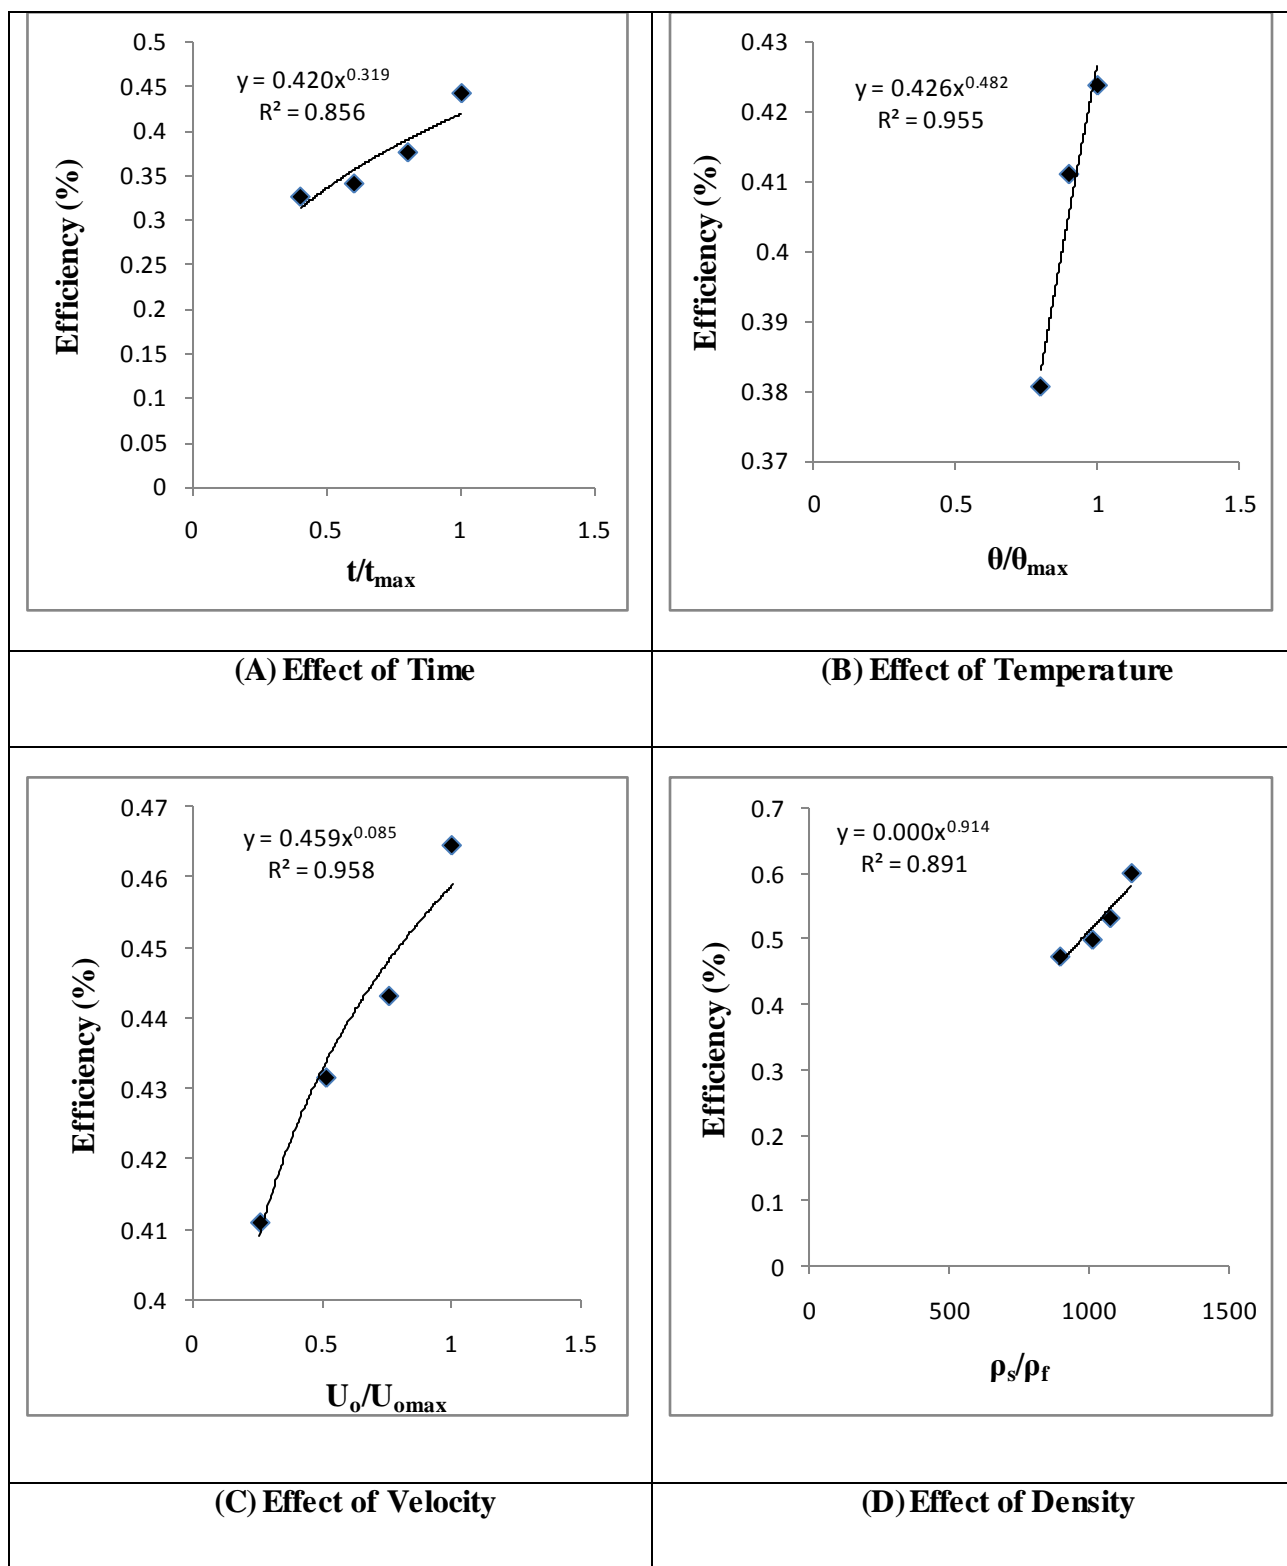 0.5
0.45
0.4
0.35
0.3
0.25
0.2
0.15
0.1
0.05
0
y = 0.420x^0.319
R² = 0.856
Efficiency (%)
0 0.5 1 1.5
t/tmax
0.43
0.42
0.41
0.4
0.39
0.38
0.37
y = 0.426x^0.482
R² = 0.955
Efficiency (%)
0 0.5 1 1.5
θ/θmax
(A) Effect of Time
(B) Effect of Temperature
0.47
0.46
0.45
0.44
0.43
0.42
0.41
0.4
y = 0.459x^0.085
R² = 0.958
Efficiency (%)
0 0.5 1 1.5
Uo/Uomax
0.7
0.6
0.5
0.4
0.3
0.2
0.1
0
y = 0.000x^0.914
R² = 0.891
Efficiency (%)
0 500 1000 1500
ρs/ρf
(C) Effect of Velocity
(D) Effect of Density